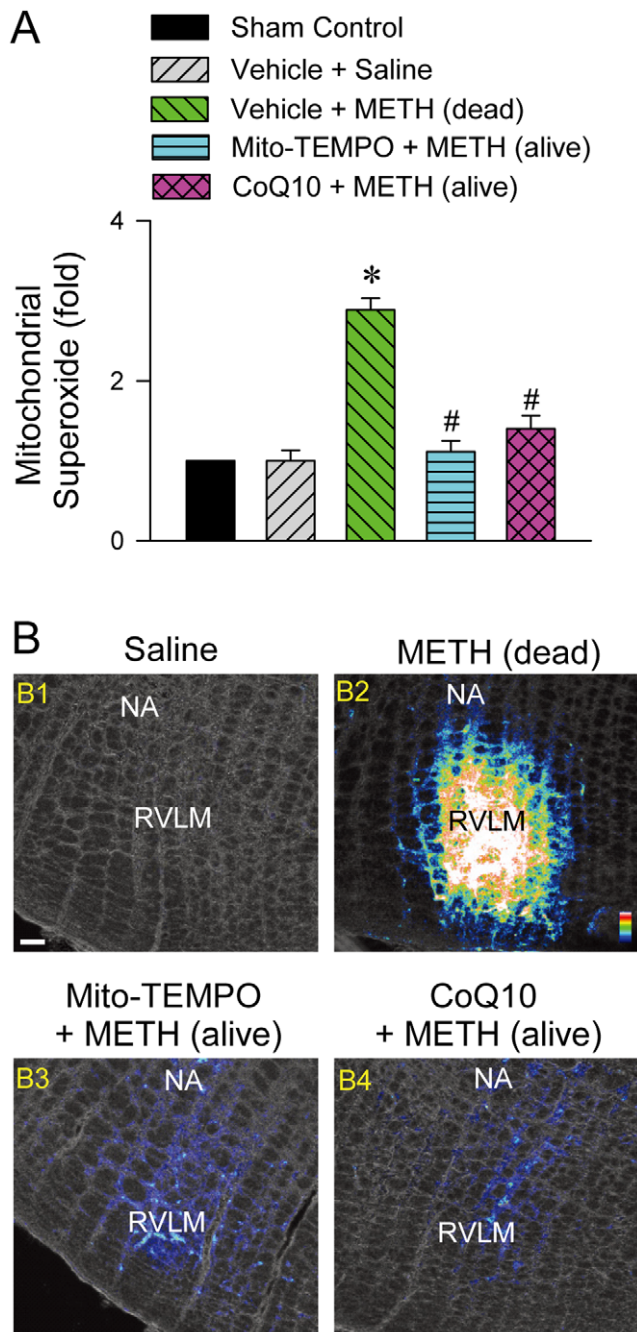 A
Sham Control
Vehicle + Saline
Vehicle + METH (dead)
Mito-TEMPO + METH (alive)
CoQ10 + METH (alive)
Mitochondrial
Superoxide (fold)
4
2
0
*
#
#
B
Saline
METH (dead)
B1
NA
RVLM
B2
NA
RVLM
Mito-TEMPO
+ METH (alive)
CoQ10
+ METH (alive)
B3
NA
RVLM
B4
NA
RVLM